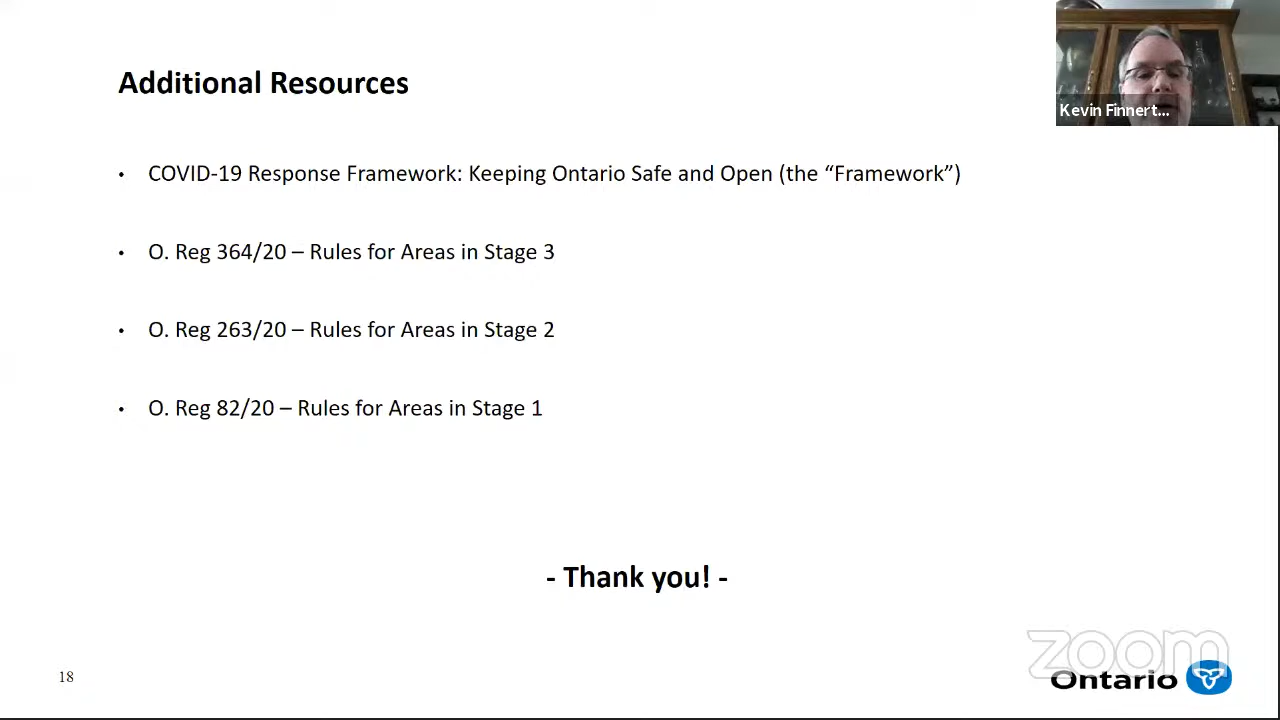 Additional Resources
Kevin Finnert...
• COVID-19 Response Framework: Keeping Ontario Safe and Open (the “Framework”)
• O. Reg 364/20 – Rules for Areas in Stage 3
• O. Reg 263/20 – Rules for Areas in Stage 2
• O. Reg 82/20 – Rules for Areas in Stage 1
- Thank you! -
zoom
18
Ontario